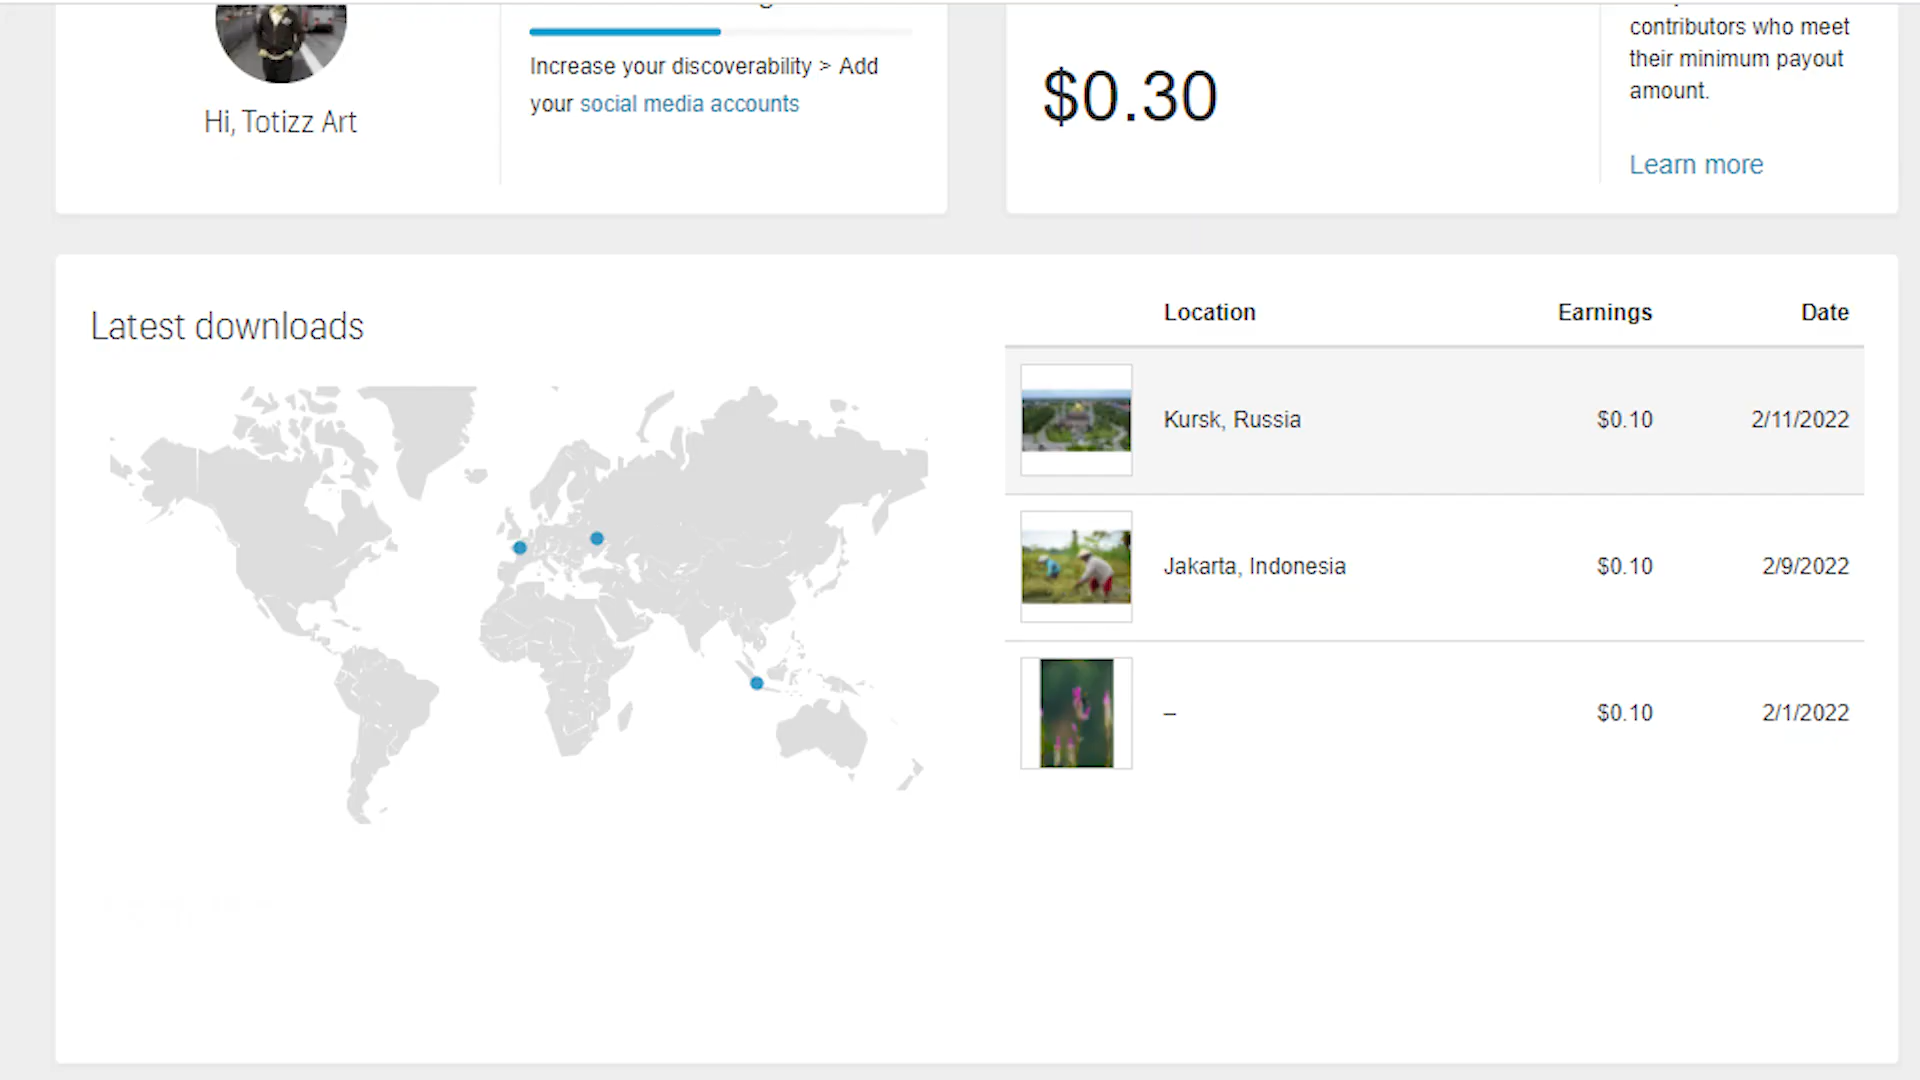 Increase your discoverability > Add
your social media accounts
Hi, Totizz Art
$0.30
contributors who meet
their minimum payout
amount.
Learn more
Latest downloads
Location Earnings Date
Kursk, Russia $0.10 2/11/2022
Jakarta, Indonesia $0.10 2/9/2022
– $0.10 2/1/2022